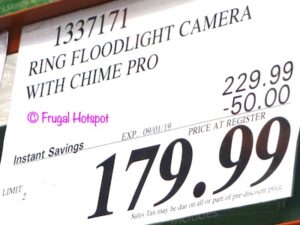 1337171
RING FLOODLIGHT CAMERA
WITH CHIME PRO
229.99
-50.00
© Frugal Hotspot
EXP. 09/01/19
PRICE AT REGISTER
Instant Savings
179.99
LIMIT
2
Sales Tax may be due on all or part of pre-discount price